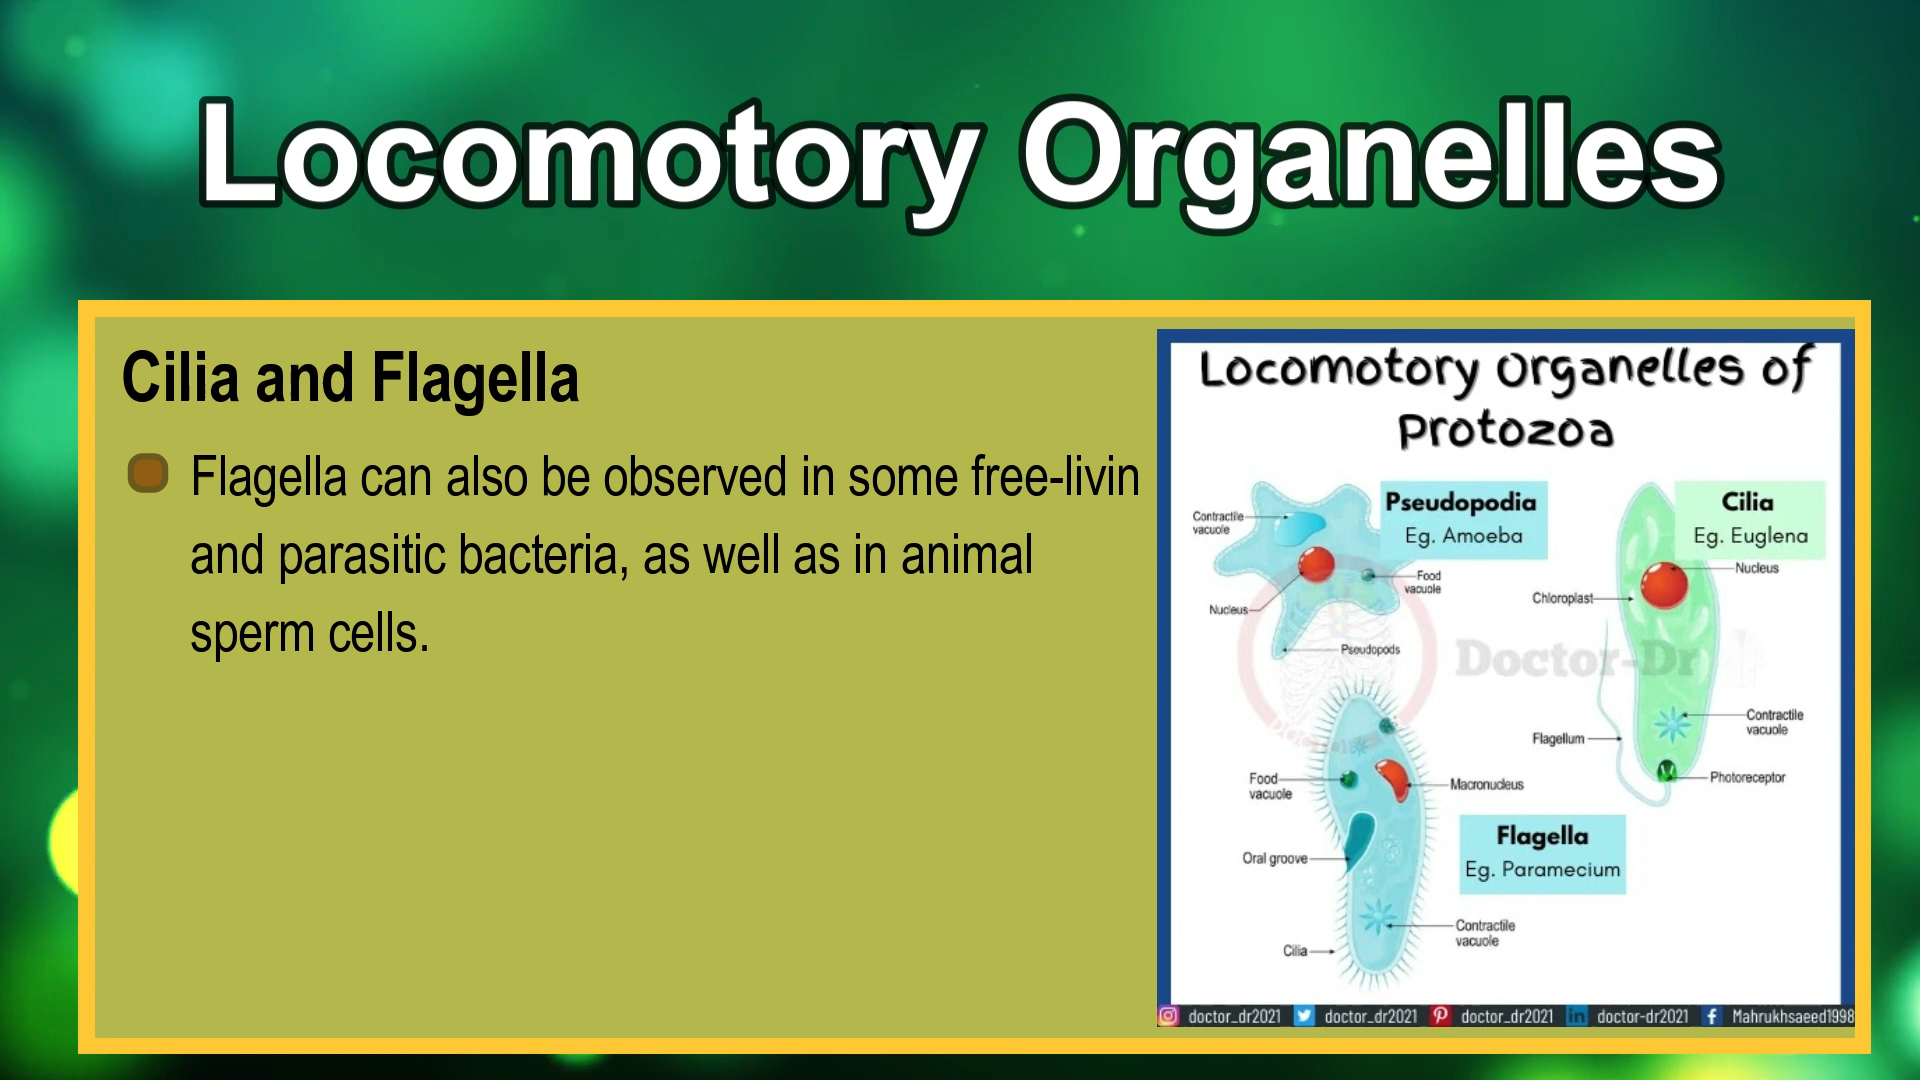 Locomotory Organelles
Cilia and Flagella
Flagella can also be observed in some free-livin
and parasitic bacteria, as well as in animal
sperm cells.
Locomotory Organelles of
Protozoa
Pseudopodia
Eg. Amoeba
Contractile
vacuole
Food
vacuole
Nucleus
Pseudopods
Cilia
Eg. Euglena
Nucleus
Chloroplast
Doctor-Dr
Flagellum
Contractile
vacuole
Photoreceptor
Food
vacuole
Macronucleus
Flagella
Eg. Paramecium
Oral groove
Contractile
vacuole
Cilia
doctor_dr2021 doctor_dr2021 doctor_dr2021 doctor-dr2021 Mahrukhsaeed1998